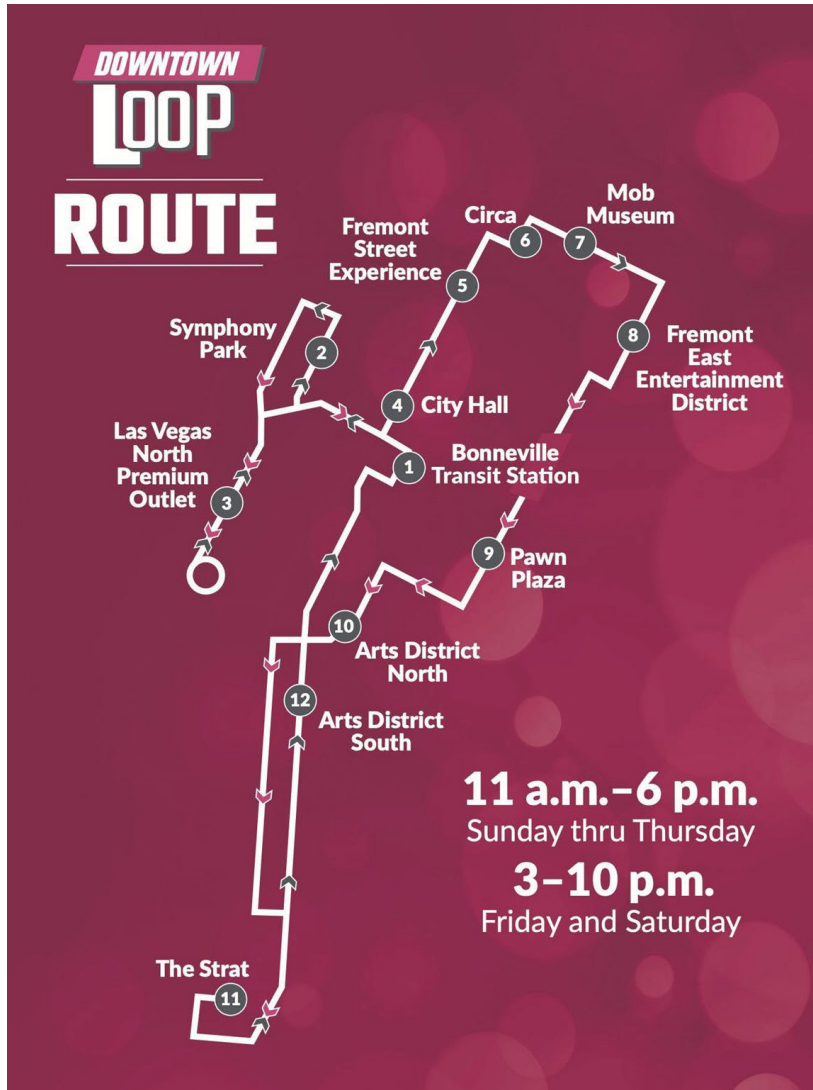 DOWNTOWN
LOOP
ROUTE
Mob
Museum
Circa
6
7
Fremont
Street
Experience
5
Symphony
Park
2
8
Fremont
East
Entertainment
District
4
City Hall
Las Vegas
North
Premium
Outlet
3
1
Bonneville
Transit Station
9
Pawn
Plaza
10
Arts District
North
12
Arts District
South
11 a.m.–6 p.m.
Sunday thru Thursday
3–10 p.m.
Friday and Saturday
The Strat
11